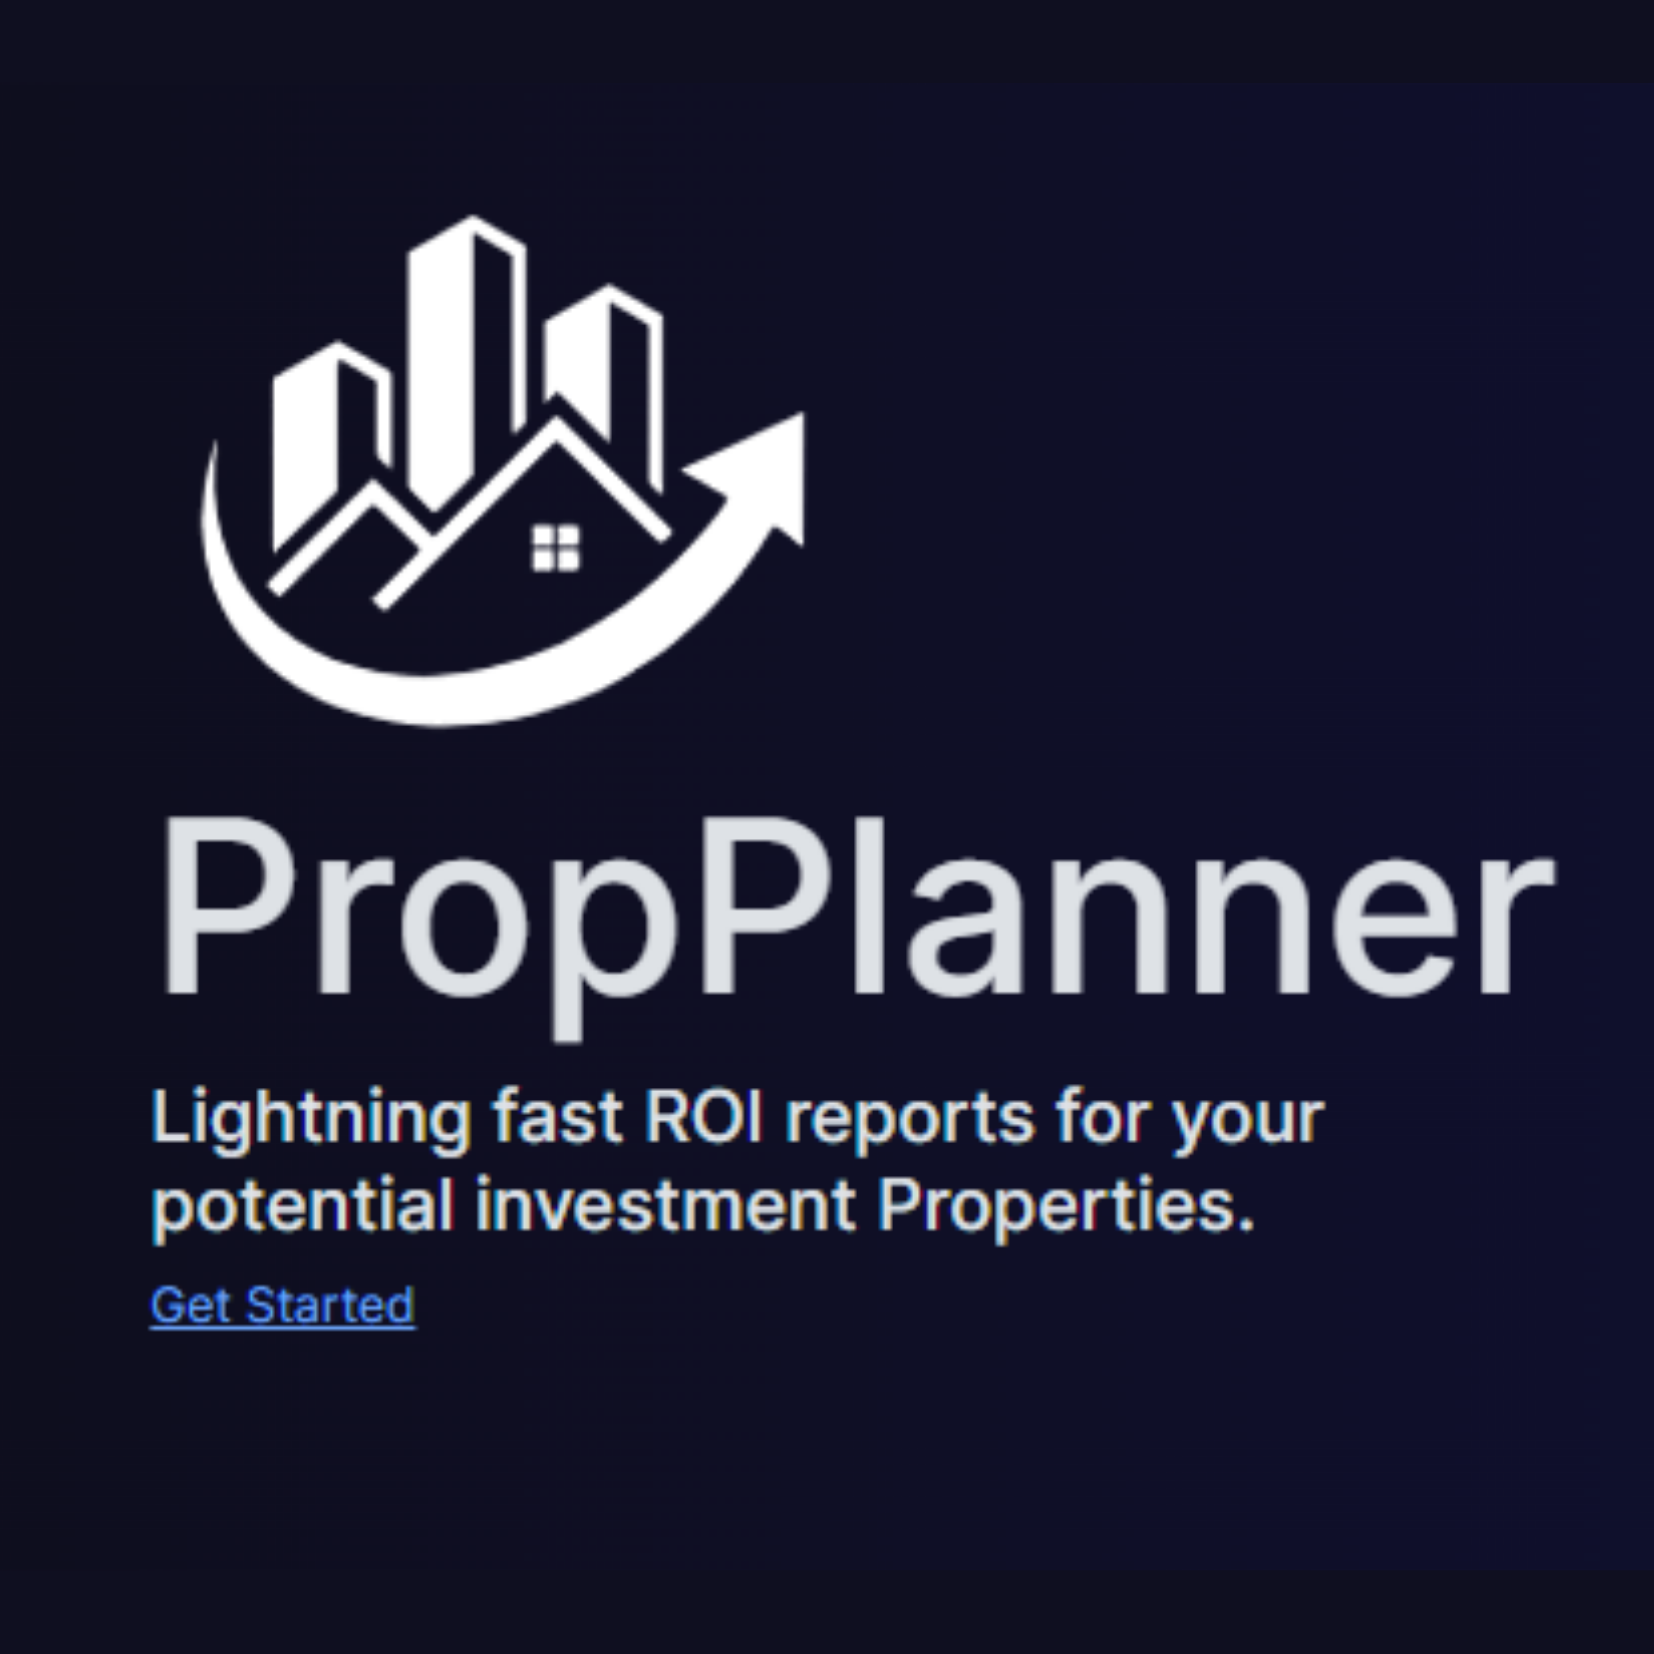 PropPlanner
Lightning fast ROI reports for your
potential investment Properties.
Get Started